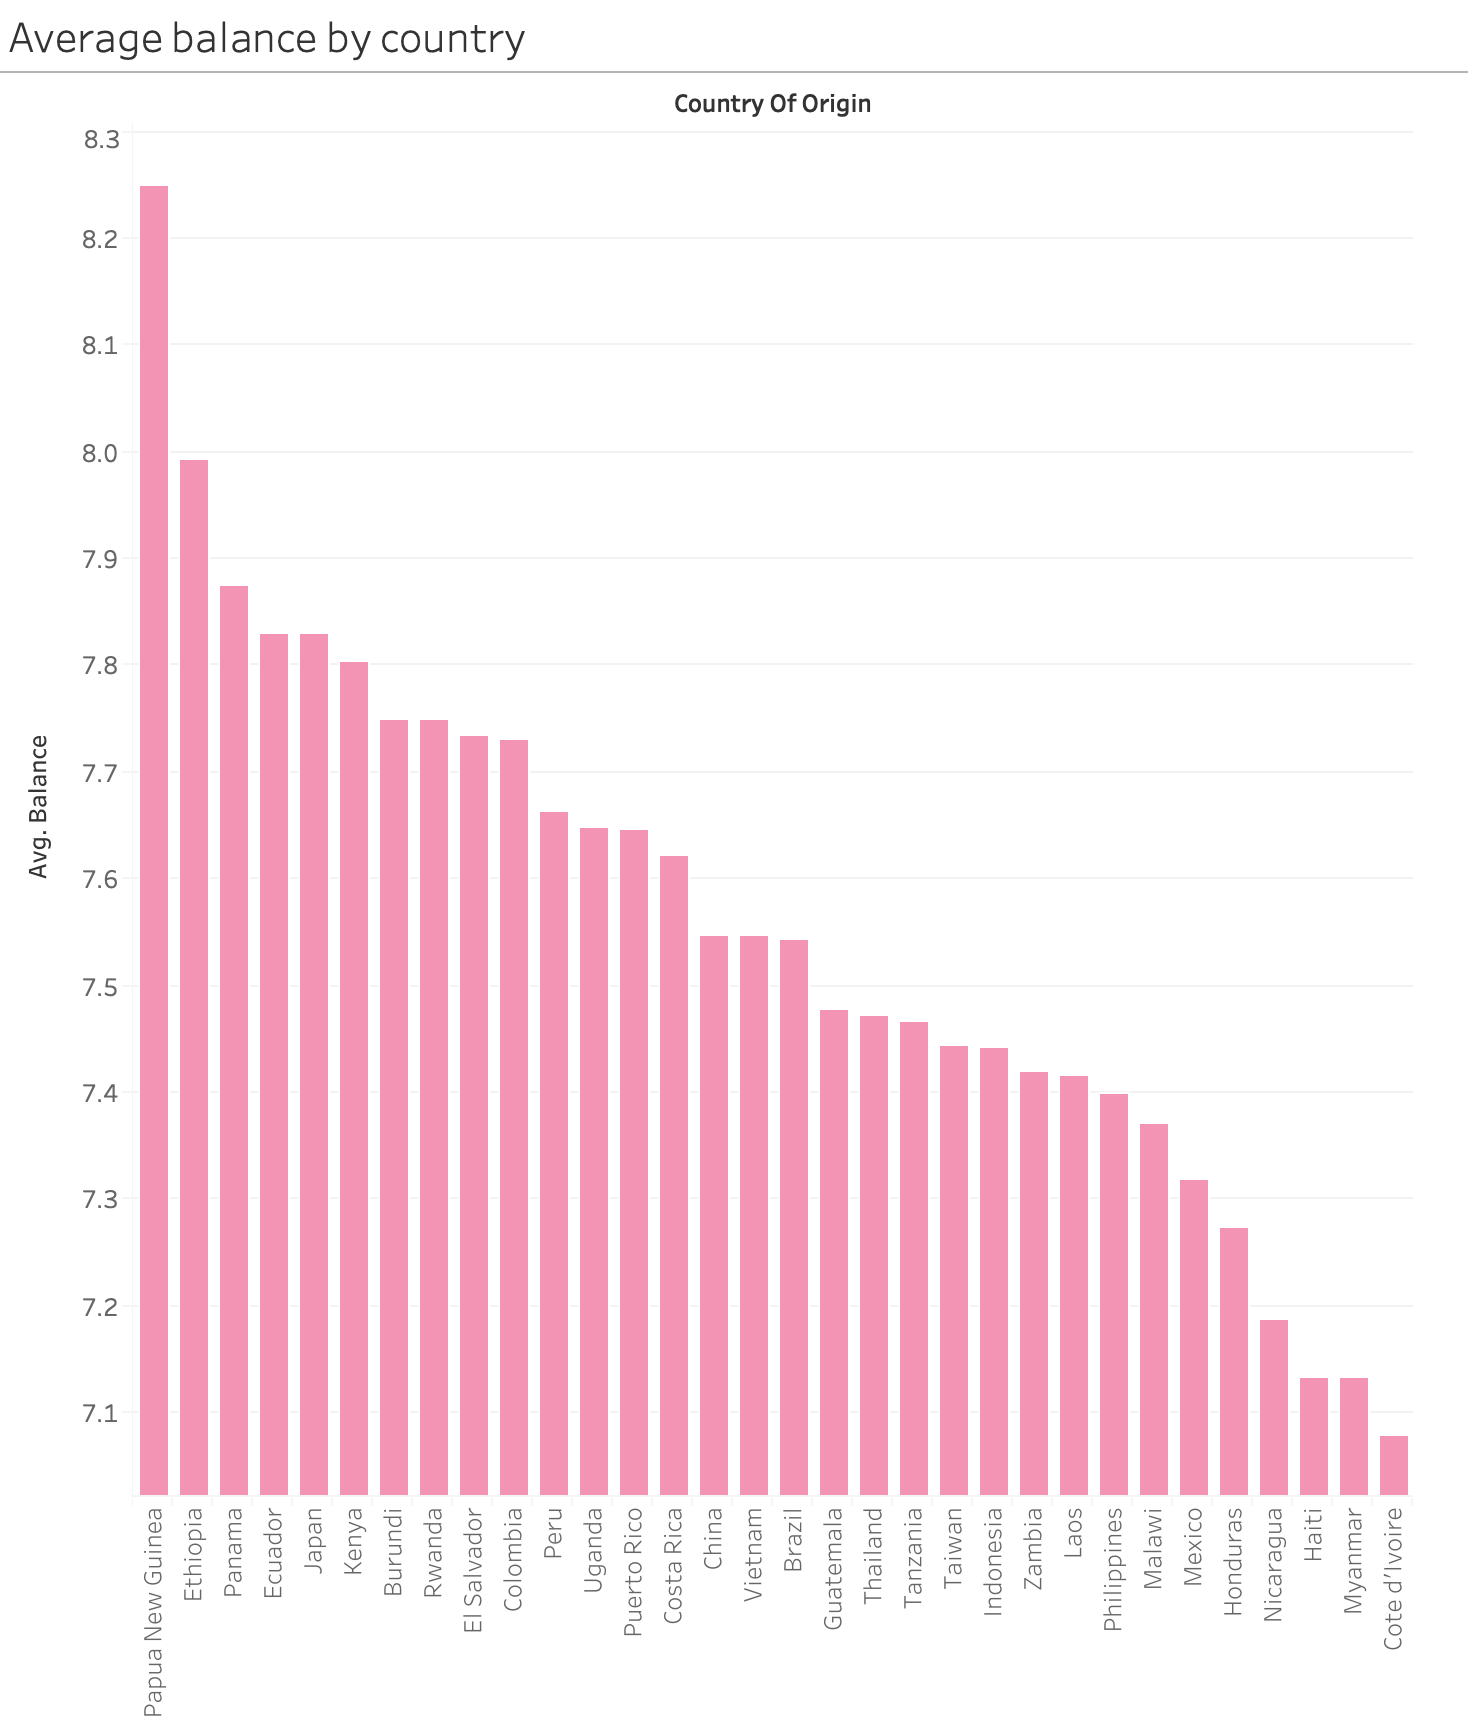 Average balance by country
Country Of Origin
8.3
8.2
8.1
8.0
7.9
7.8
7.7
7.6
7.5
7.4
7.3
7.2
7.1
Avg. Balance
Papua New Guinea
Ethiopia
Panama
Ecuador
Japan
Kenya
Burundi
Rwanda
El Salvador
Colombia
Peru
Uganda
Puerto Rico
Costa Rica
China
Vietnam
Brazil
Guatemala
Thailand
Tanzania
Taiwan
Indonesia
Zambia
Laos
Philippines
Malawi
Mexico
Honduras
Nicaragua
Haiti
Myanmar
Cote d’Ivoire